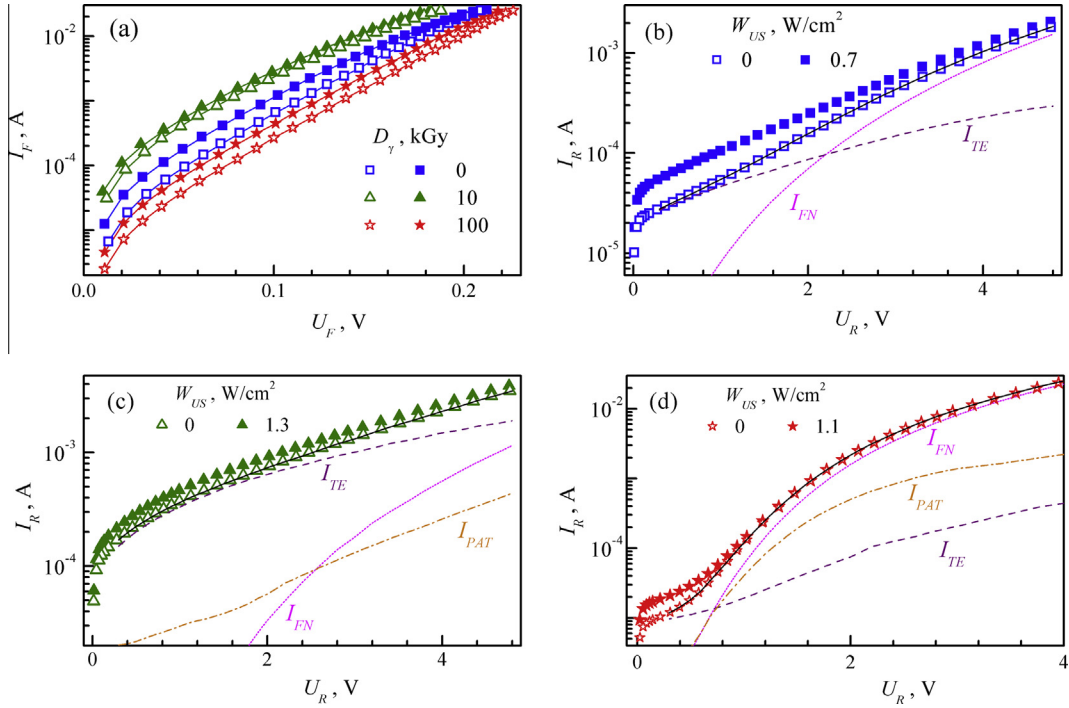 (a)
10⁻²
10⁻⁴
I_F, A
D_γ, kGy
0
10
100
0.0 0.1 0.2
U_F, V
(b)
W_US, W/cm²
0 0.7
10⁻³
10⁻⁴
10⁻⁵
I_R, A
I_TE
I_FN
0 2 4
U_R, V
(c)
W_US, W/cm²
0 1.3
10⁻³
10⁻⁴
I_R, A
I_TE
I_PAT
I_FN
0 2 4
U_R, V
(d)
W_US, W/cm²
0 1.1
10⁻²
10⁻⁴
I_R, A
I_FN
I_PAT
I_TE
0 2 4
U_R, V